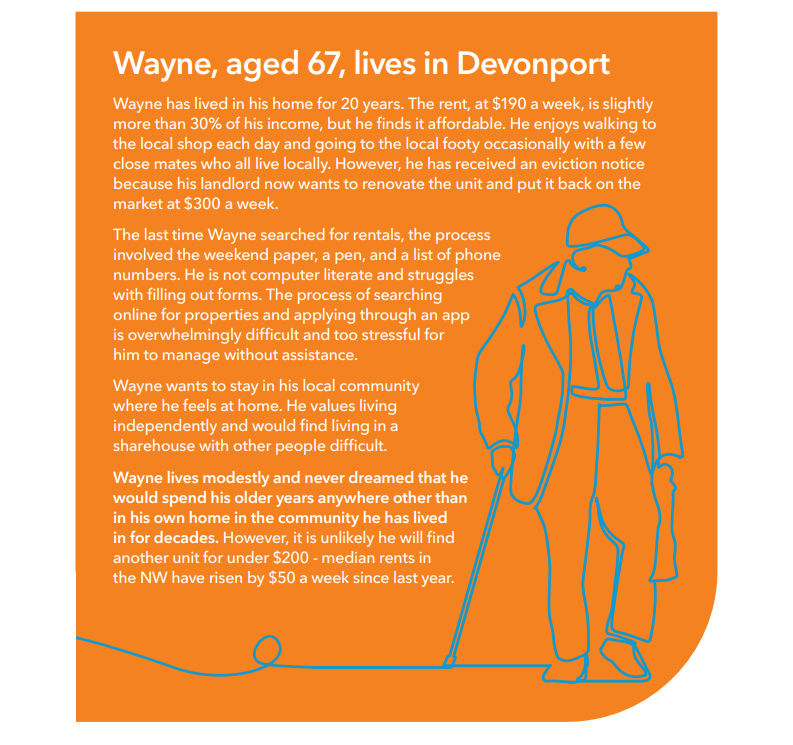 Wayne, aged 67, lives in Devonport
Wayne has lived in his home for 20 years. The rent, at $190 a week, is slightly
more than 30% of his income, but he finds it affordable. He enjoys walking to
the local shop each day and going to the local footy occasionally with a few
close mates who all live locally. However, he has received an eviction notice
because his landlord now wants to renovate the unit and put it back on the
market at $300 a week.
The last time Wayne searched for rentals, the process
involved the weekend paper, a pen, and a list of phone
numbers. He is not computer literate and struggles
with filling out forms. The process of searching
online for properties and applying through an app
is overwhelmingly difficult and too stressful for
him to manage without assistance.
Wayne wants to stay in his local community
where he feels at home. He values living
independently and would find living in a
sharehouse with other people difficult.
Wayne lives modestly and never dreamed that he
would spend his older years anywhere other than
in his own home in the community he has lived
in for decades. However, it is unlikely he will find
another unit for under $200 - median rents in
the NW have risen by $50 a week since last year.